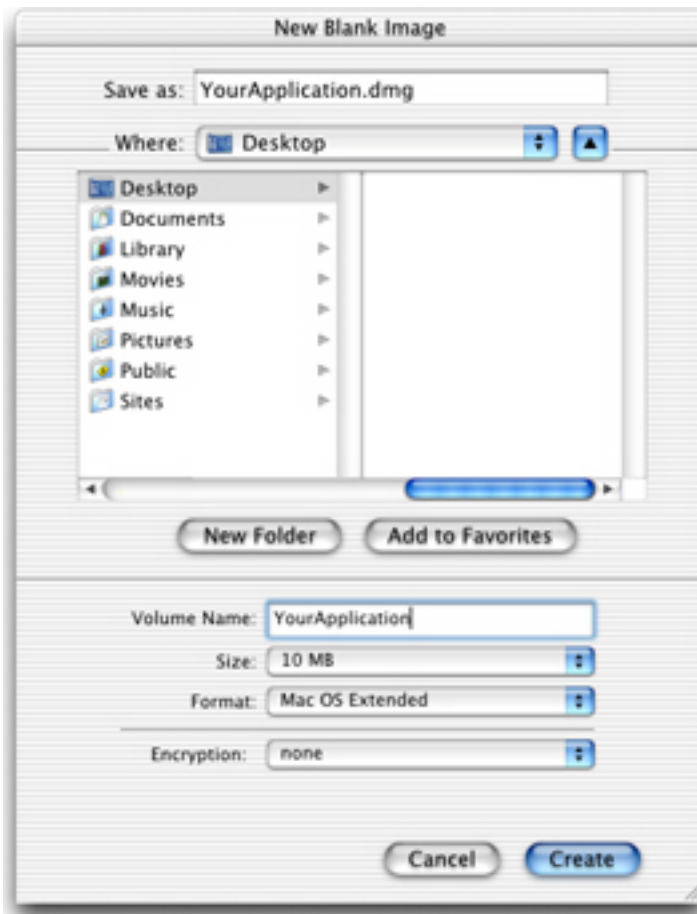 New Blank Image
Save as: YourApplication.dmg
Where: Desktop
Desktop
Documents
Library
Movies
Music
Pictures
Public
Sites
New Folder Add to Favorites
Volume Name: YourApplication
Size: 10 MB
Format: Mac OS Extended
Encryption: none
Cancel Create